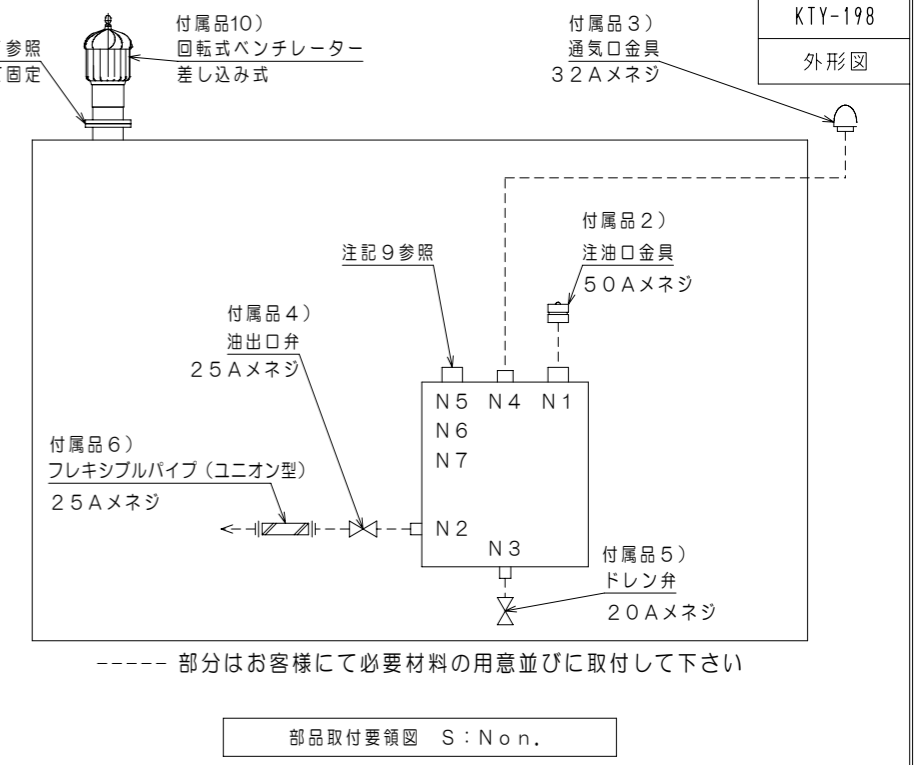 KTY-198
外形図
参照
て固定
付属品10)
回転式ベンチレーター
差し込み式
付属品3)
通気口金具
32Aメネジ
付属品2)
注油口金具
50Aメネジ
注記9参照
付属品4)
油出口弁
25Aメネジ
N5 N4 N1
N6
N7
付属品6)
フレキシブルパイプ(ユニオン型)
25Aメネジ
N2
N3
付属品5)
ドレン弁
20Aメネジ
----- 部分はお客様にて必要材料の用意並びに取付して下さい
部品取付要領図 S:Non.